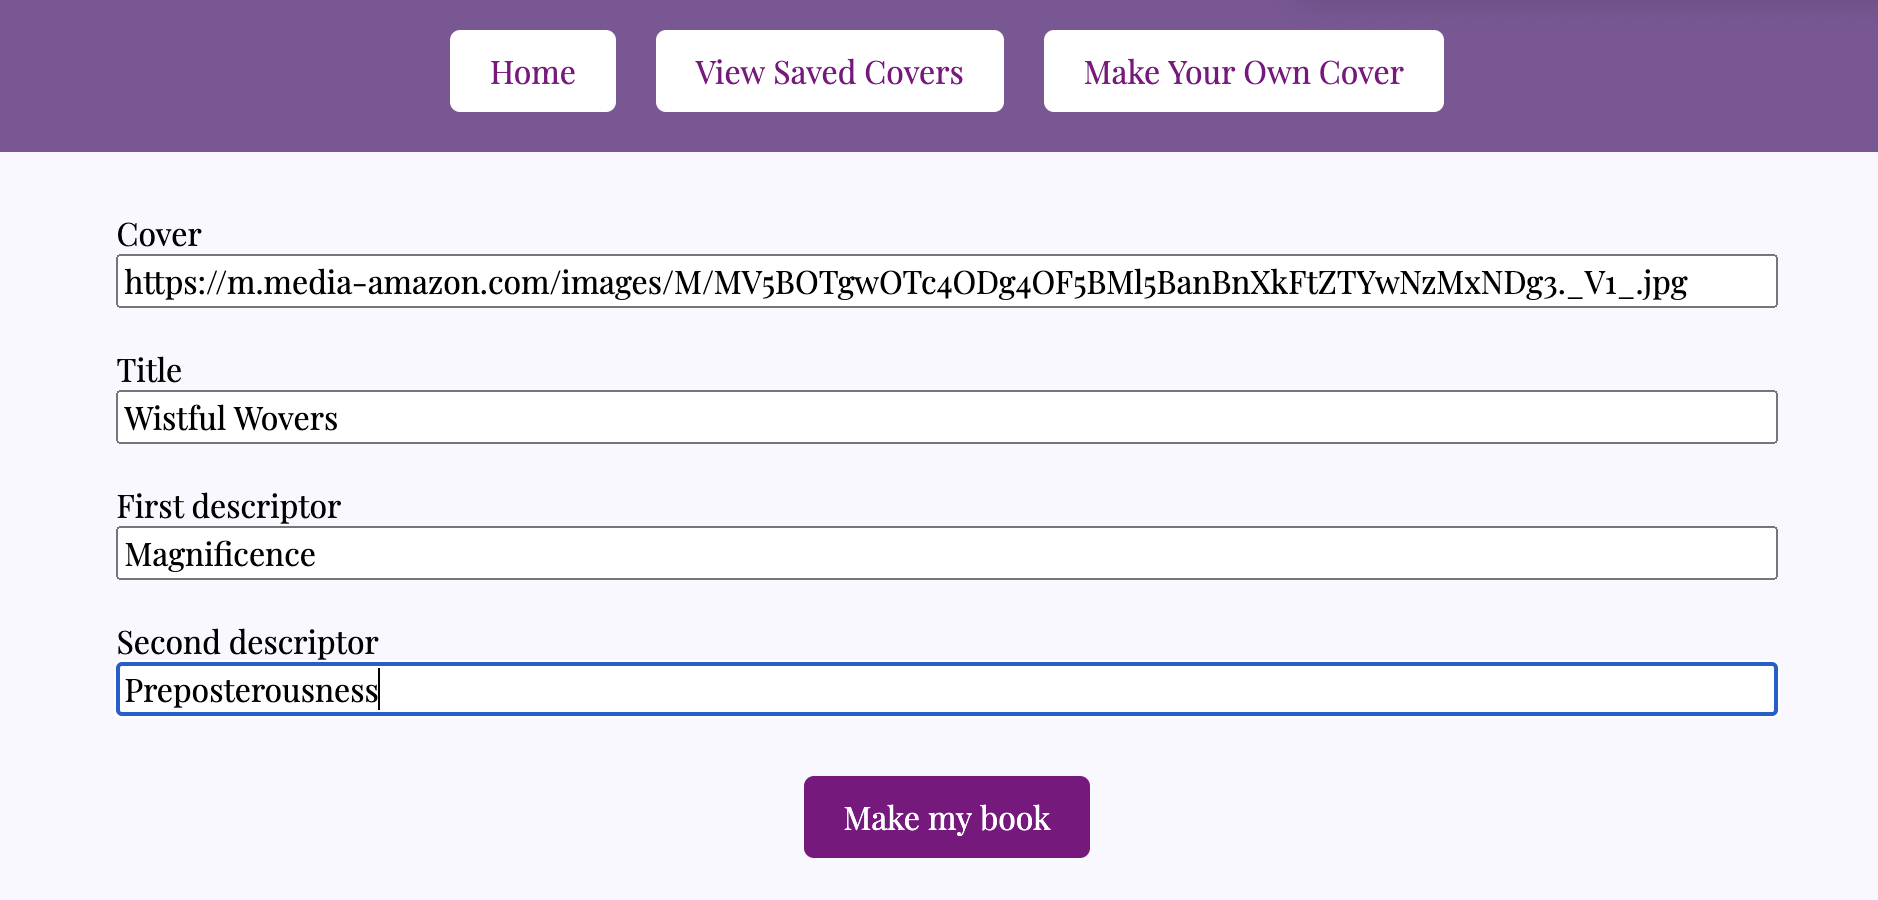 Home View Saved Covers Make Your Own Cover
Cover
https://m.media-amazon.com/images/M/MV5BOTgwOTc4ODg4OF5BMl5BanBnXkFtZTYwNzMxNDg3._V1_.jpg
Title
Wistful Wovers
First descriptor
Magnificence
Second descriptor
Preposterousness
Make my book